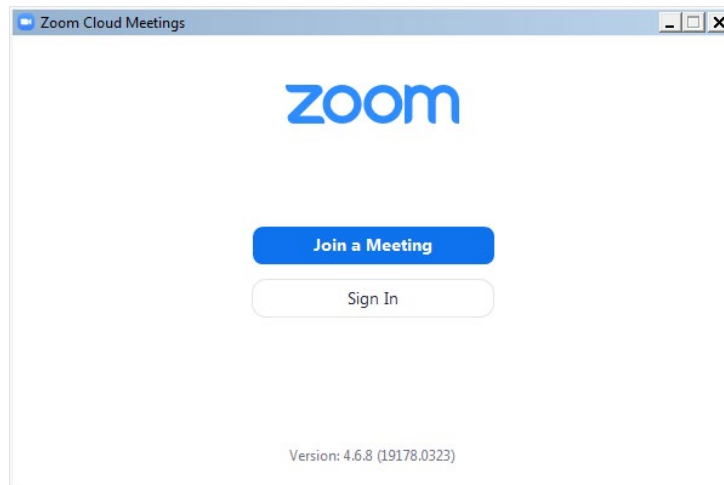 Zoom Cloud Meetings
zoom
Join a Meeting
Sign In
Version: 4.6.8 (19178.0323)